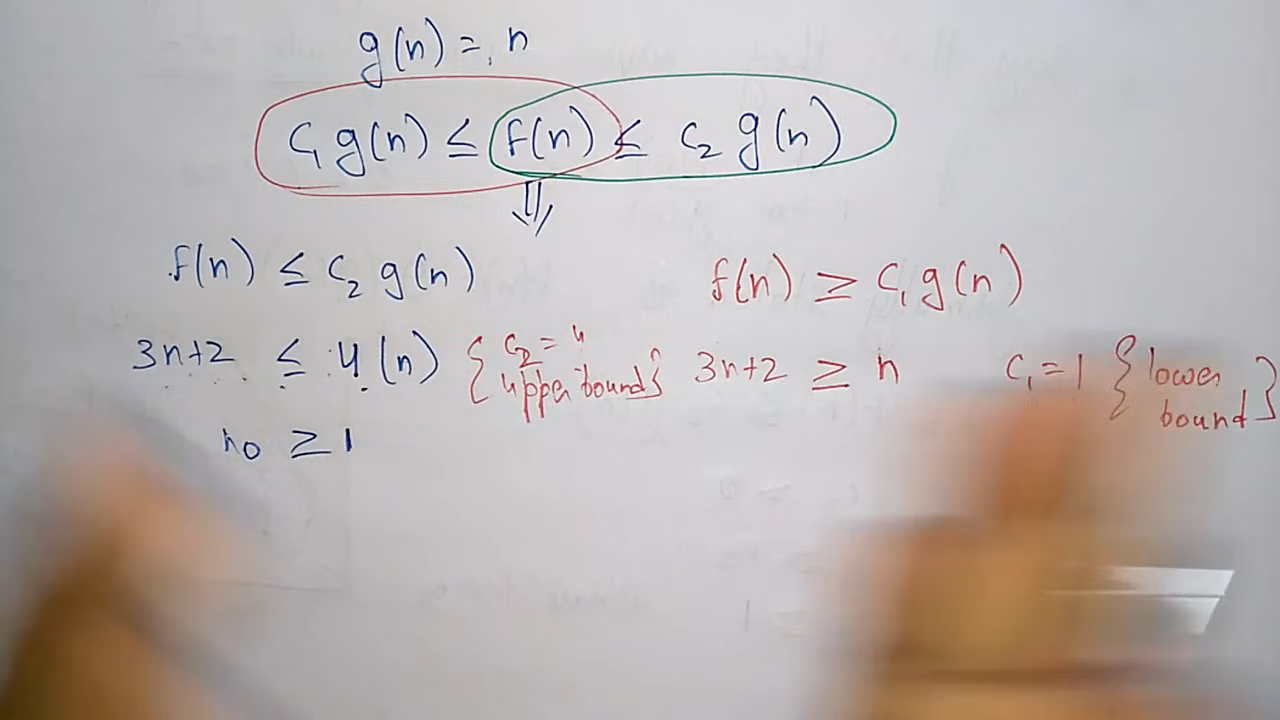 g(n) = n
C₁ g(n) ≤ f(n) ≤ C₂ g(n)
⇓
f(n) ≤ C₂ g(n)
3n+2 ≤ 4(n) {C₂ = 4 upper bound}
n₀ ≥ 1
f(n) ≥ C₁ g(n)
3n+2 ≥ n C₁ = 1 {lower bound}